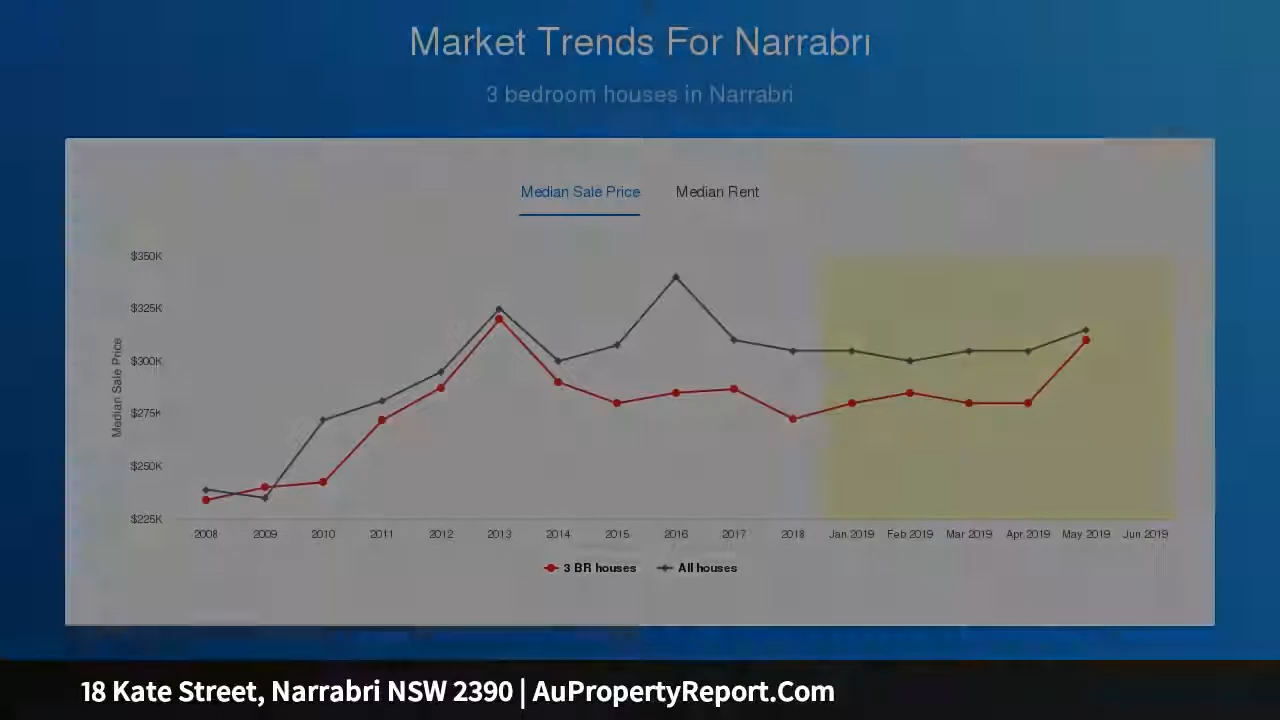 Market Trends For Narrabri
3 bedroom houses in Narrabri
Median Sale Price Median Rent
$350K
$325K
$300K
$275K
$250K
$225K
Median Sale Price
2008 2009 2010 2011 2012 2013 2014 2015 2016 2017 2018 Jan 2019 Feb 2019 Mar 2019 Apr 2019 May 2019 Jun 2019
3 BR houses All houses
18 Kate Street, Narrabri NSW 2390 | AuPropertyReport.Com